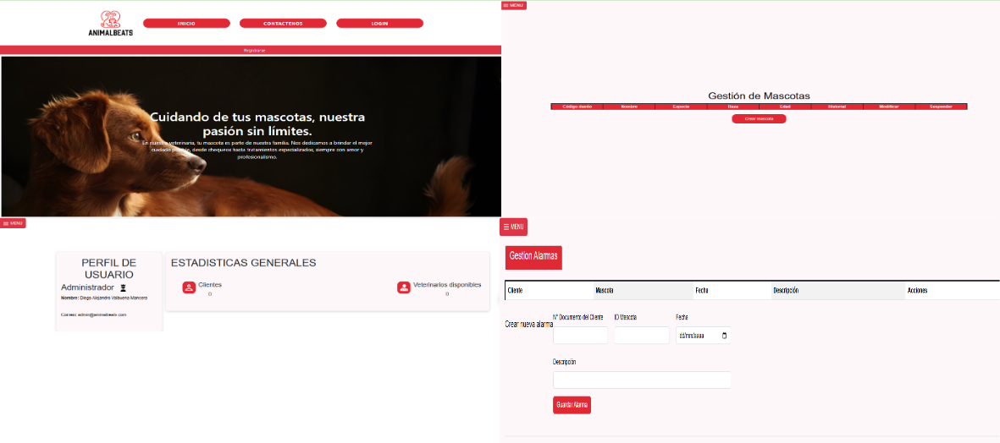 ANIMALBEATS
INICIO
CONTACTENOS
LOGIN
Registrarse
Cuidando de tus mascotas, nuestra
pasión sin límites.
En nuestra veterinaria, tu mascota es parte de nuestra familia. Nos dedicamos a brindar el mejor
cuidado posible, desde chequeos hasta tratamientos especializados, siempre con amor y
profesionalismo.
MENU
Gestión de Mascotas
Código dueño Nombre Especie Raza Edad Historial Modificar Suspender
Crear mascota
MENU
PERFIL DE
USUARIO
Administrador
Nombre: Diego Alejandro Valbuena Mancera
Correo: admin@animalbeats.com
ESTADISTICAS GENERALES
Clientes
0
Veterinarios disponibles
0
MENU
Gestion Alarmas
Cliente Mascota Fecha Descripción Acciones
Crear nueva alarma
N° Documento del Cliente
ID Mascota
Fecha
dd/mm/aaaa
Descripción
Guardar Alarma